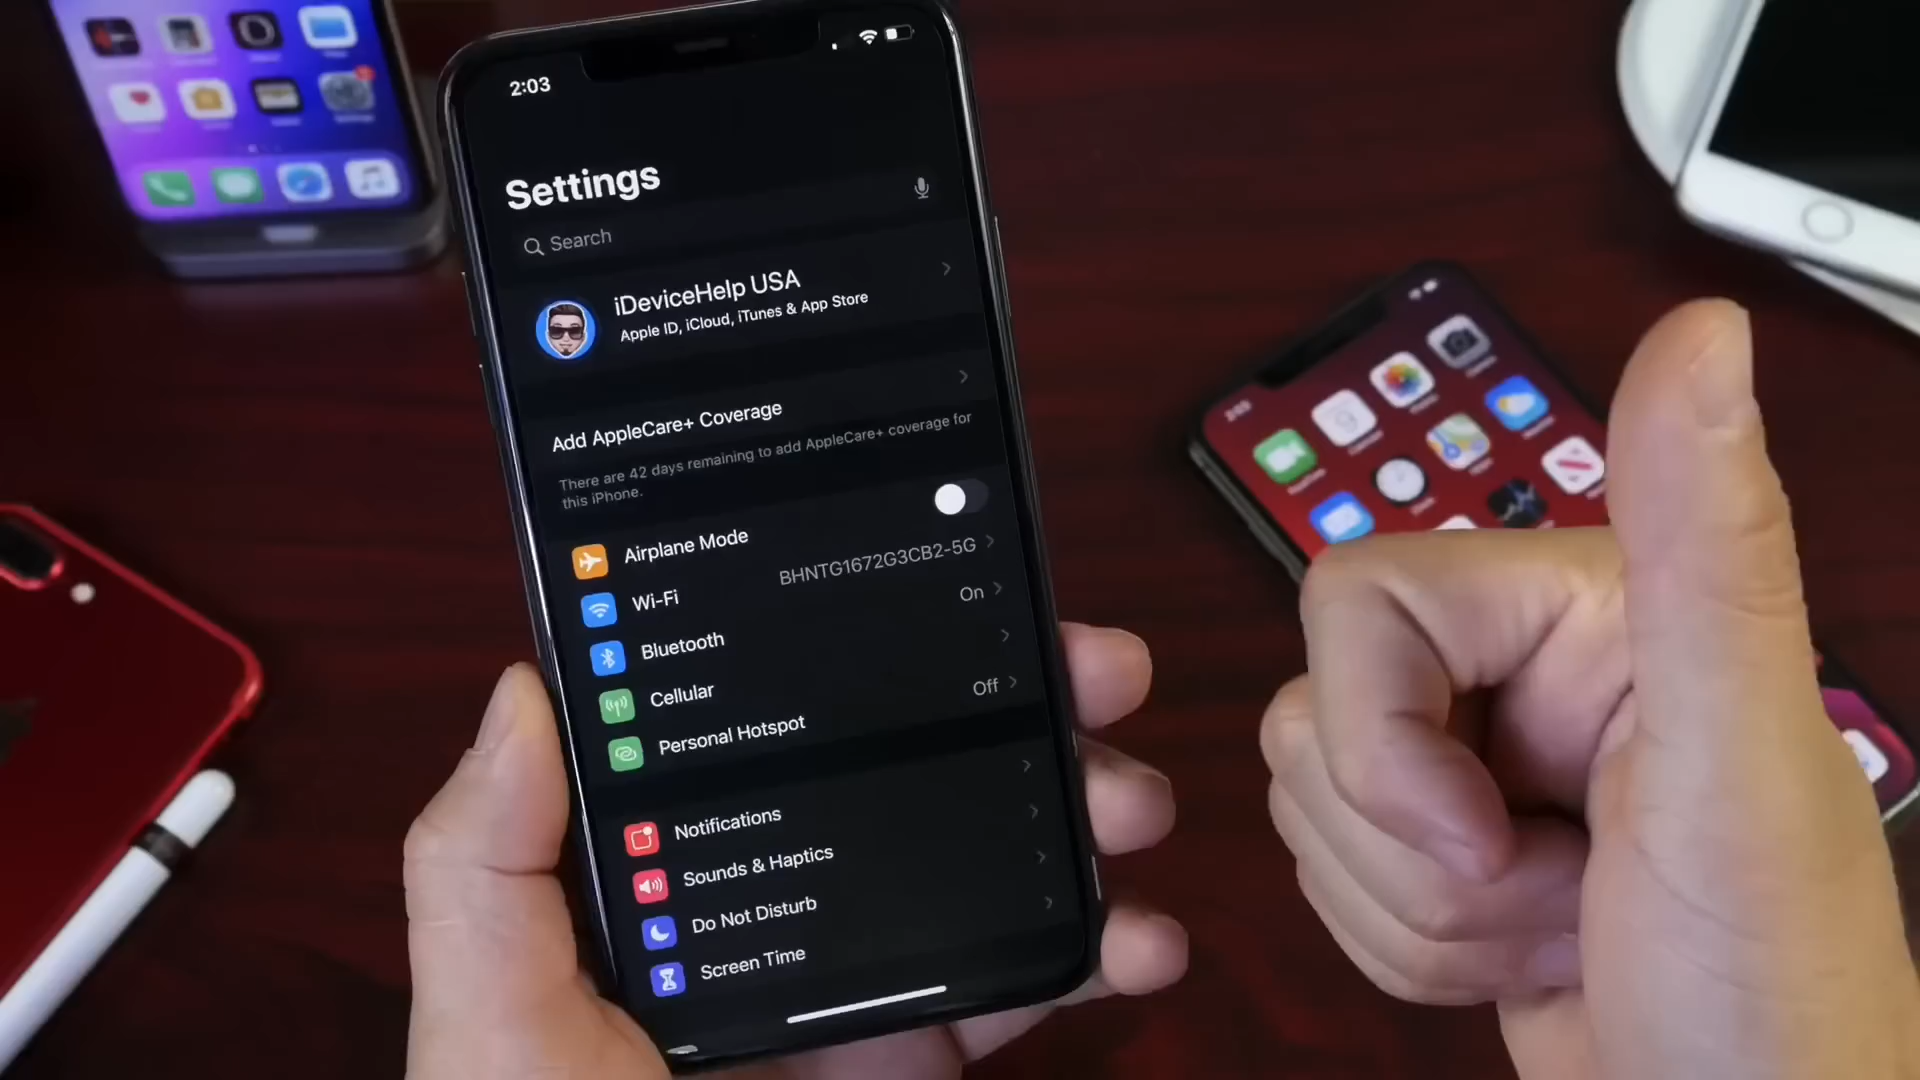 2:03
Settings
Search
iDeviceHelp USA
Apple ID, iCloud, iTunes & App Store
Add AppleCare+ Coverage
There are 42 days remaining to add AppleCare+ coverage for
this iPhone.
Airplane Mode
Wi-Fi BHNTG1672G3CB2-5G
Bluetooth On
Cellular
Personal Hotspot Off
Notifications
Sounds & Haptics
Do Not Disturb
Screen Time